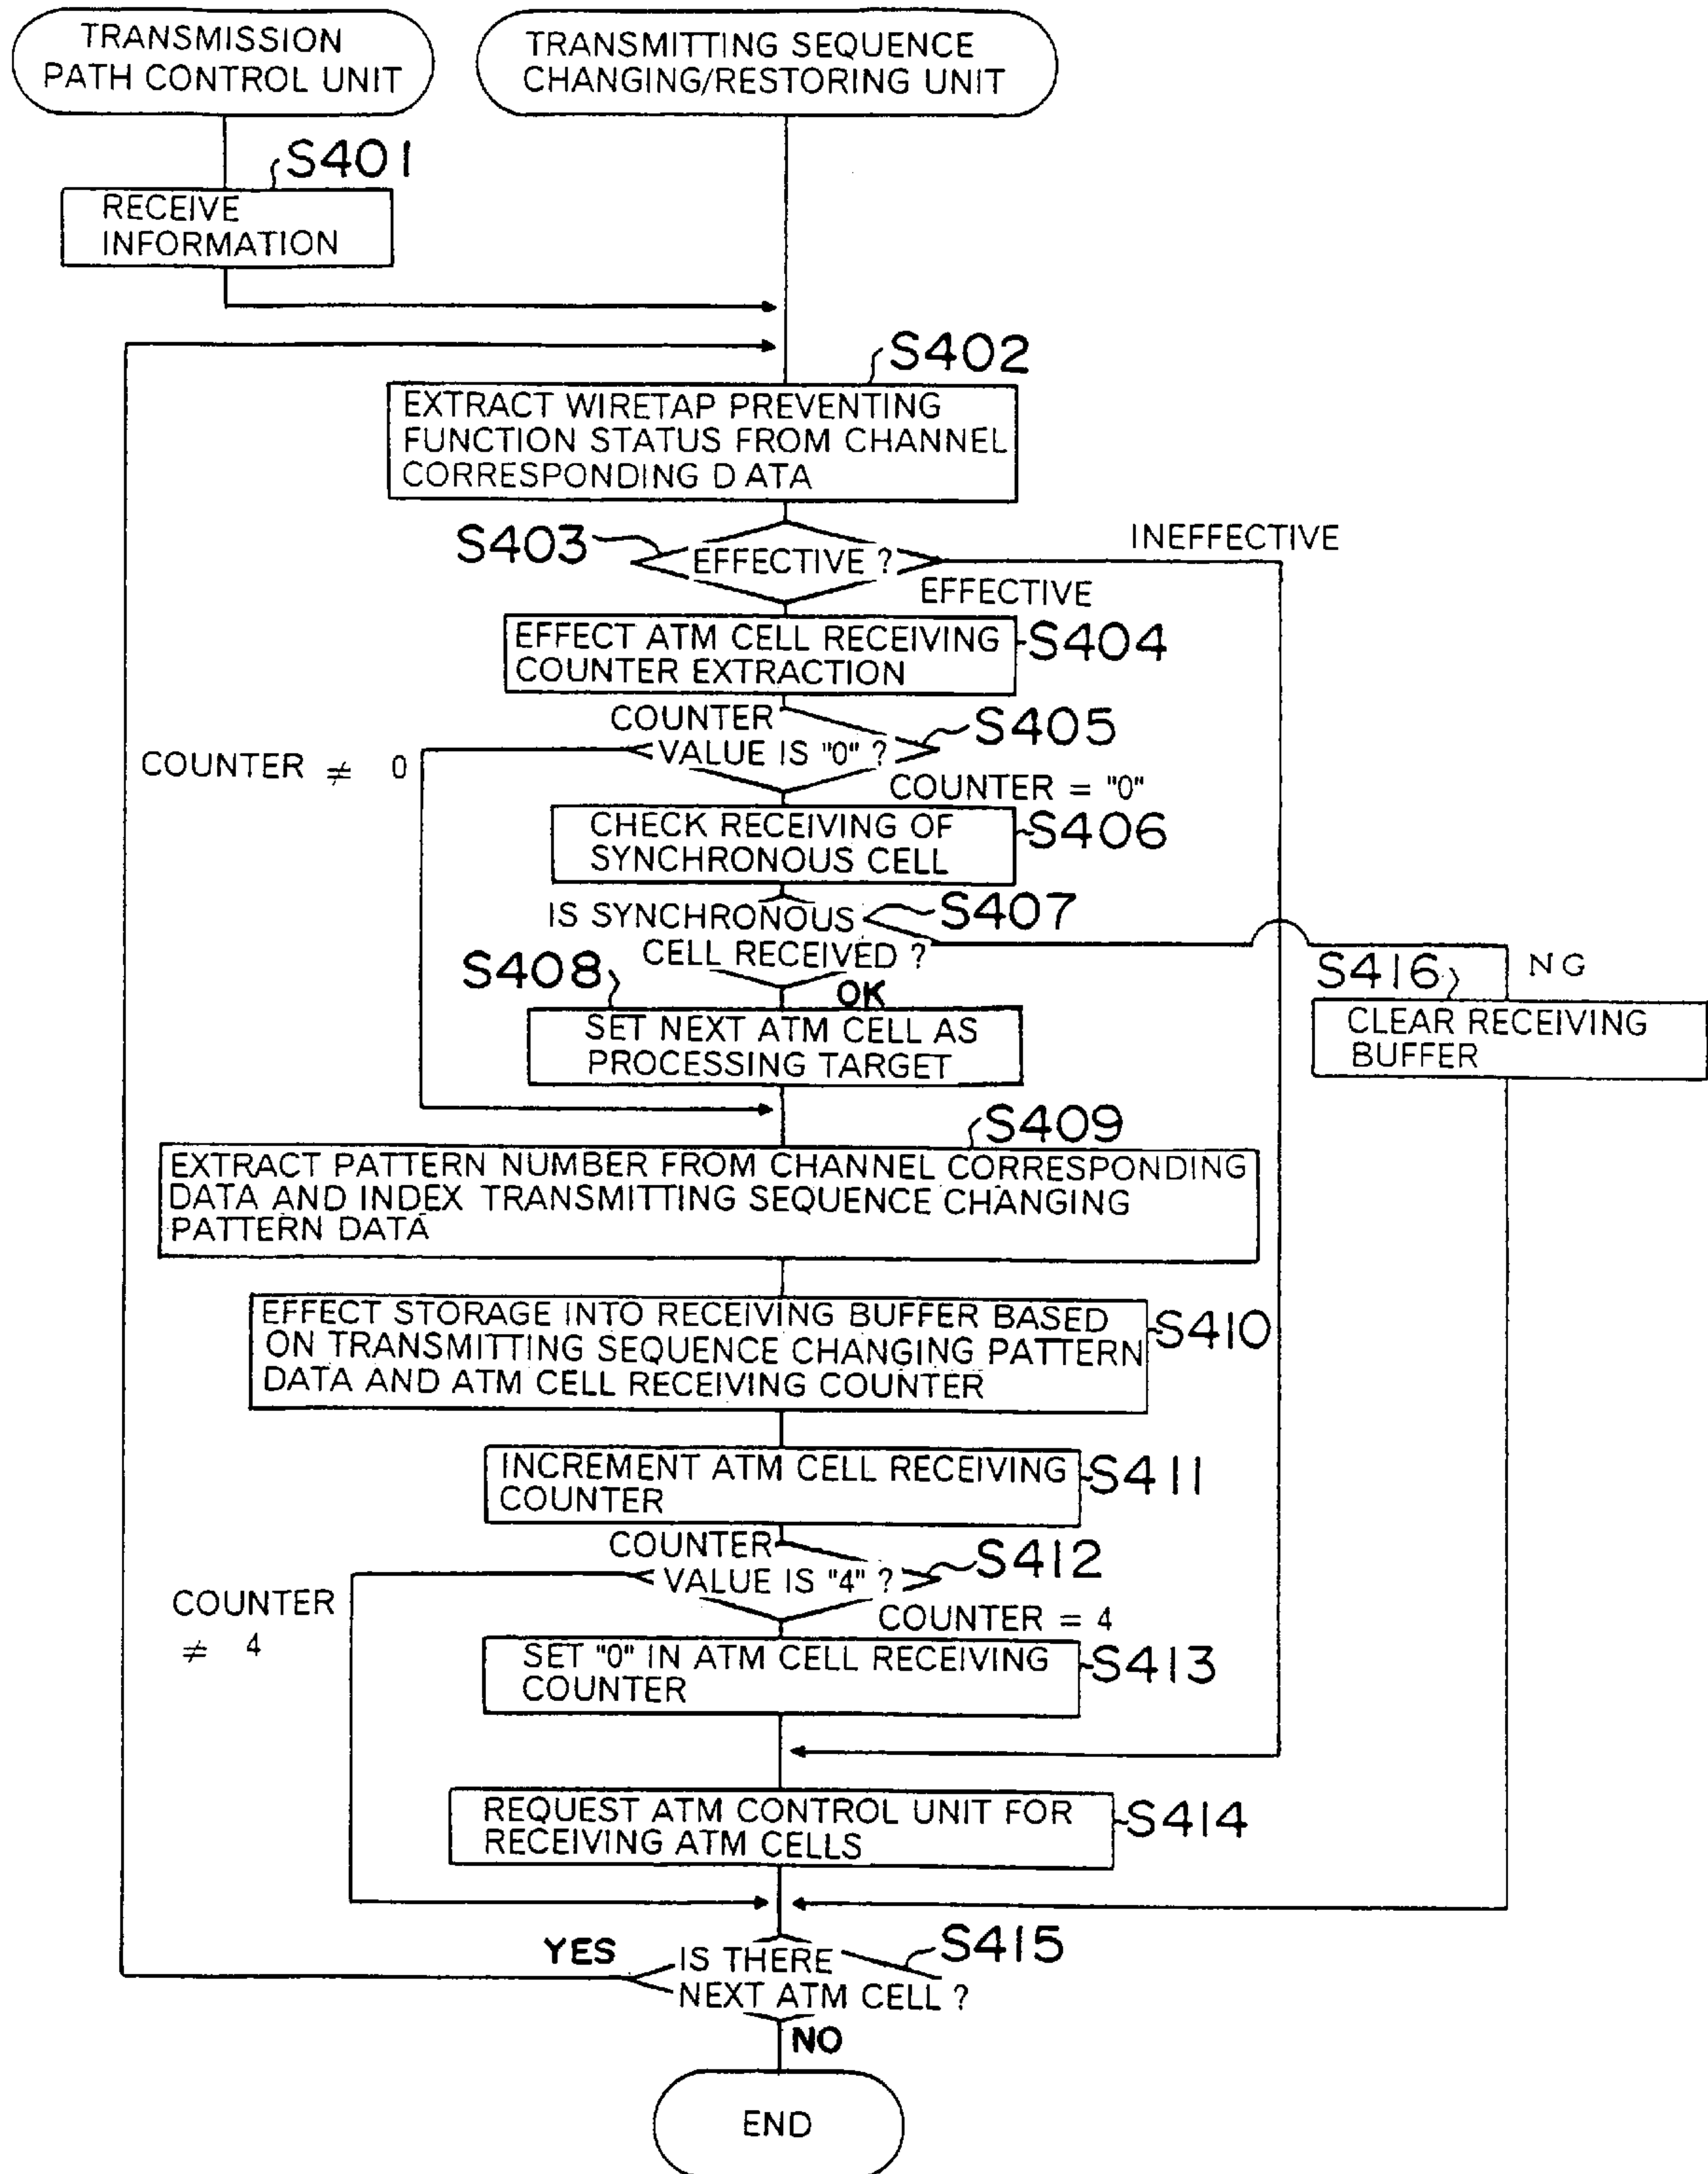 TRANSMISSION
PATH CONTROL UNIT
TRANSMITTING SEQUENCE
CHANGING/RESTORING UNIT
S401
RECEIVE
INFORMATION
S402
EXTRACT WIRETAP PREVENTING
FUNCTION STATUS FROM CHANNEL
CORRESPONDING DATA
S403
EFFECTIVE ?
INEFFECTIVE
EFFECTIVE
EFFECT ATM CELL RECEIVING
COUNTER EXTRACTION
S404
COUNTER
VALUE IS "0" ?
S405
COUNTER ≠ 0
COUNTER = "0"
CHECK RECEIVING OF
SYNCHRONOUS CELL
S406
IS SYNCHRONOUS
CELL RECEIVED ?
S407
S408
OK
NG
S416
SET NEXT ATM CELL AS
PROCESSING TARGET
CLEAR RECEIVING
BUFFER
S409
EXTRACT PATTERN NUMBER FROM CHANNEL CORRESPONDING
DATA AND INDEX TRANSMITTING SEQUENCE CHANGING
PATTERN DATA
EFFECT STORAGE INTO RECEIVING BUFFER BASED
ON TRANSMITTING SEQUENCE CHANGING PATTERN
DATA AND ATM CELL RECEIVING COUNTER
S410
INCREMENT ATM CELL RECEIVING
COUNTER
S411
COUNTER
VALUE IS "4" ?
S412
COUNTER
≠ 4
COUNTER = 4
SET "0" IN ATM CELL RECEIVING
COUNTER
S413
REQUEST ATM CONTROL UNIT FOR
RECEIVING ATM CELLS
S414
YES
IS THERE
NEXT ATM CELL ?
S415
NO
END